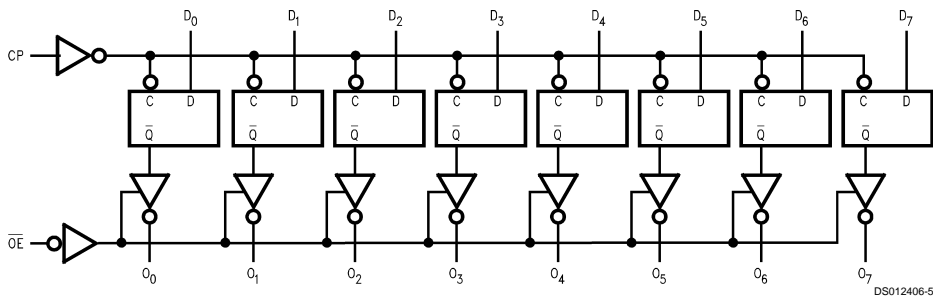 D₀ D₁ D₂ D₃ D₄ D₅ D₆ D₇
CP
C D C D C D C D C D C D C D C D
Q̅ Q̅ Q̅ Q̅ Q̅ Q̅ Q̅ Q̅
O̅E̅
O₀ O₁ O₂ O₃ O₄ O₅ O₆ O₇
DS012406-5